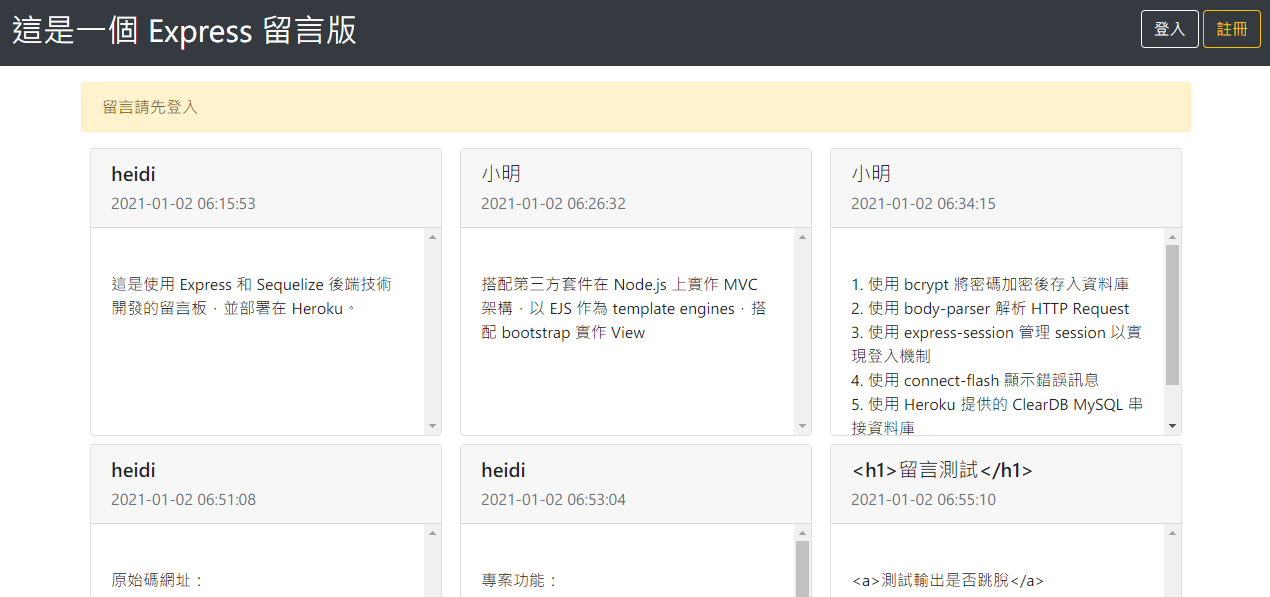 這是一個 Express 留言版
登入
註冊
留言請先登入
heidi
2021-01-02 06:15:53
這是使用 Express 和 Sequelize 後端技術
開發的留言板，並部署在 Heroku。
小明
2021-01-02 06:26:32
搭配第三方套件在 Node.js 上實作 MVC
架構，以 EJS 作為 template engines，搭
配 bootstrap 實作 View
小明
2021-01-02 06:34:15
1. 使用 bcrypt 將密碼加密後存入資料庫
2. 使用 body-parser 解析 HTTP Request
3. 使用 express-session 管理 session 以實
現登入機制
4. 使用 connect-flash 顯示錯誤訊息
5. 使用 Heroku 提供的 ClearDB MySQL 串
接資料庫
heidi
2021-01-02 06:51:08
原始碼網址：
heidi
2021-01-02 06:53:04
專案功能：
<h1>留言測試</h1>
2021-01-02 06:55:10
<a>測試輸出是否跳脫</a>